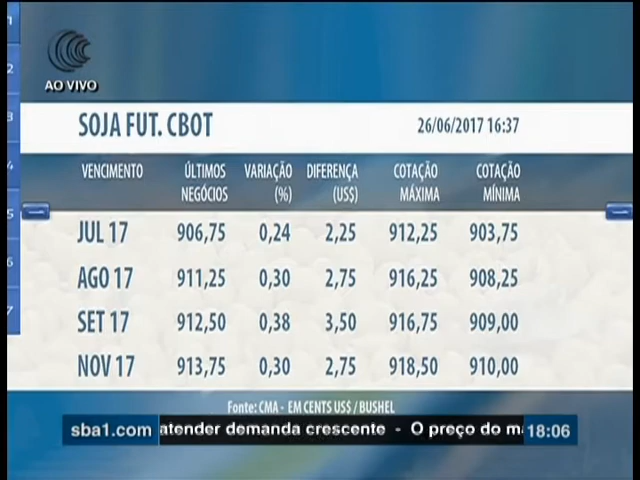 AO VIVO
SOJA FUT. CBOT 26/06/2017 16:37
VENCIMENTO ÚLTIMOS NEGÓCIOS VARIAÇÃO (%) DIFERENÇA (US$) COTAÇÃO MÁXIMA COTAÇÃO MÍNIMA
JUL 17 906,75 0,24 2,25 912,25 903,75
AGO 17 911,25 0,30 2,75 916,25 908,25
SET 17 912,50 0,38 3,50 916,75 909,00
NOV 17 913,75 0,30 2,75 918,50 910,00
Fonte: CMA - EM CENTS US$ / BUSHEL
sba1.com atender demanda crescente - O preço do 18:06